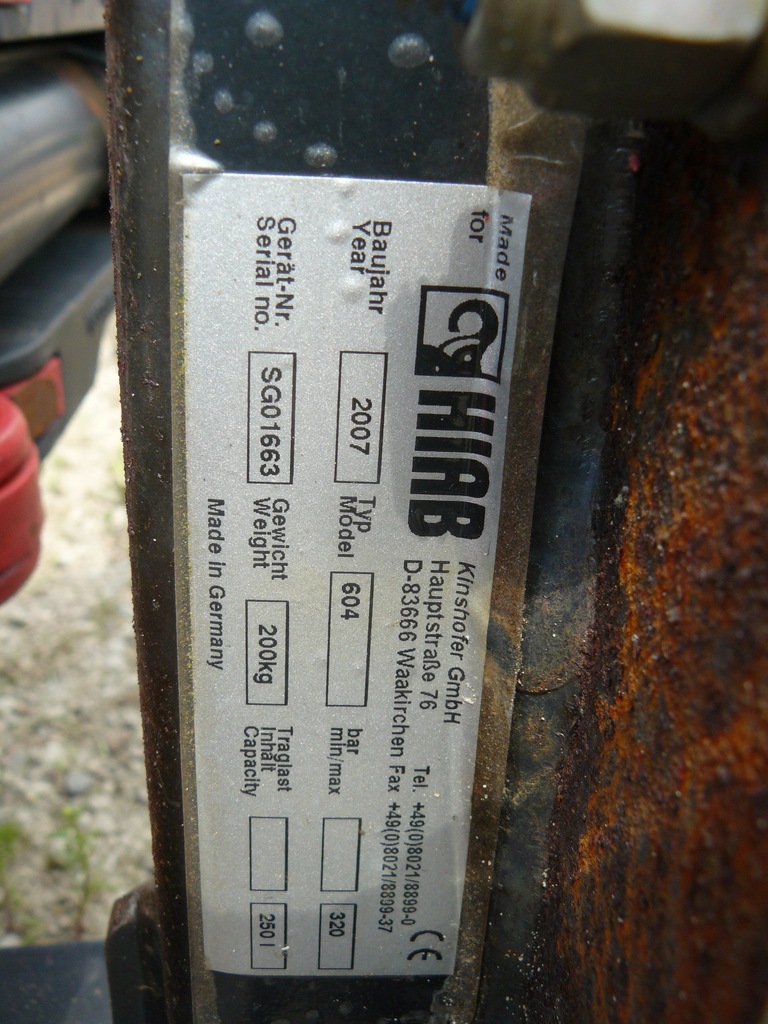 Made
for
HIAB
Kinshofer GmbH
Hauptstraße 76
D-83666 Waakirchen
Tel. +49(0)8021/8899-0
Fax +49(0)8021/8899-37
CE
Baujahr
Year
2007
Typ
Model
604
bar
min/max
320
Gerät-Nr.
Serial no.
SG01663
Gewicht
Weight
200kg
Traglast
Inhalt
Capacity
250 l
Made in Germany